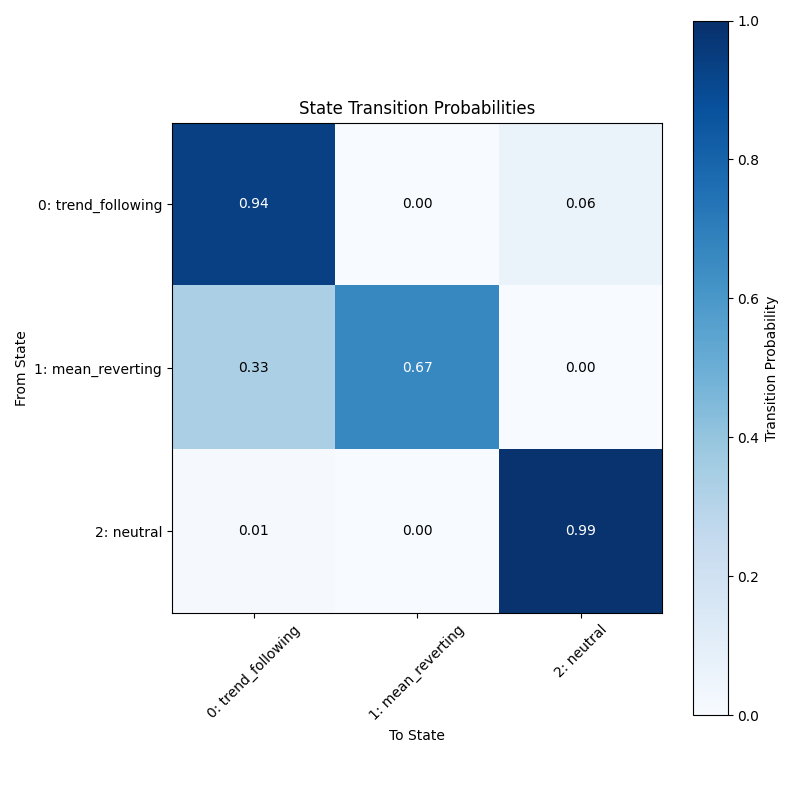 State Transition Probabilities
1.0
0.8
0.6
0.4
0.2
0.0
Transition Probability
From State
0: trend_following
0.94
0.00
0.06
1: mean_reverting
0.33
0.67
0.00
2: neutral
0.01
0.00
0.99
0: trend_following
1: mean_reverting
2: neutral
To State